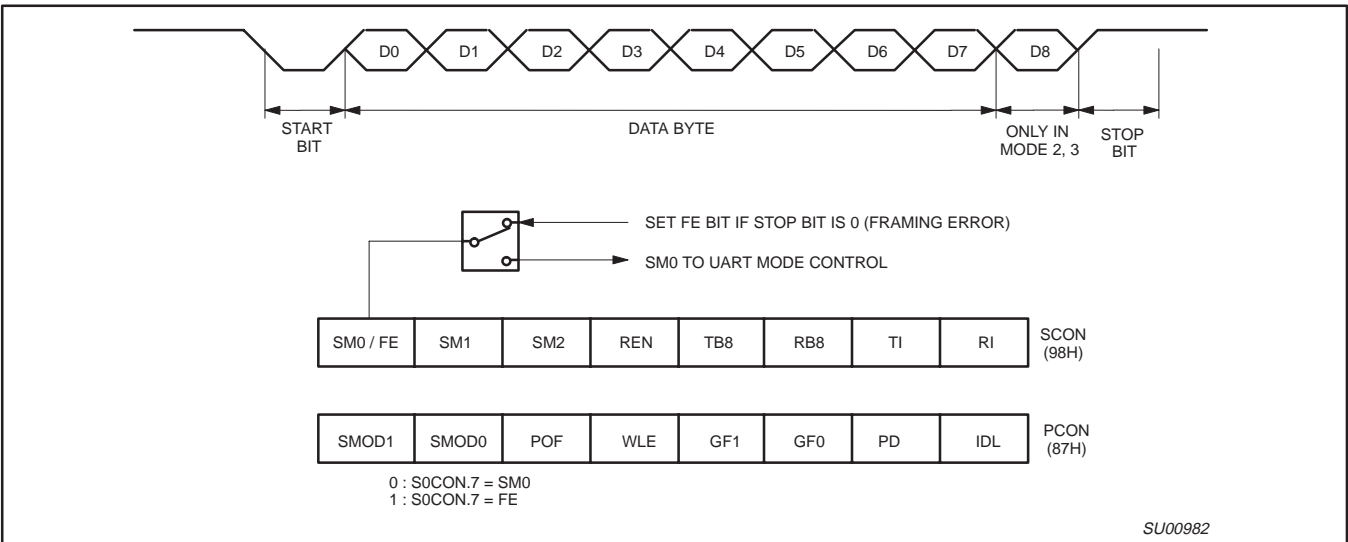 D0 D1 D2 D3 D4 D5 D6 D7 D8
START
BIT
DATA BYTE
ONLY IN
MODE 2, 3
STOP
BIT
SET FE BIT IF STOP BIT IS 0 (FRAMING ERROR)
SM0 TO UART MODE CONTROL
SM0 / FE SM1 SM2 REN TB8 RB8 TI RI
SCON
(98H)
SMOD1 SMOD0 POF WLE GF1 GF0 PD IDL
PCON
(87H)
0 : S0CON.7 = SM0
1 : S0CON.7 = FE
SU00982